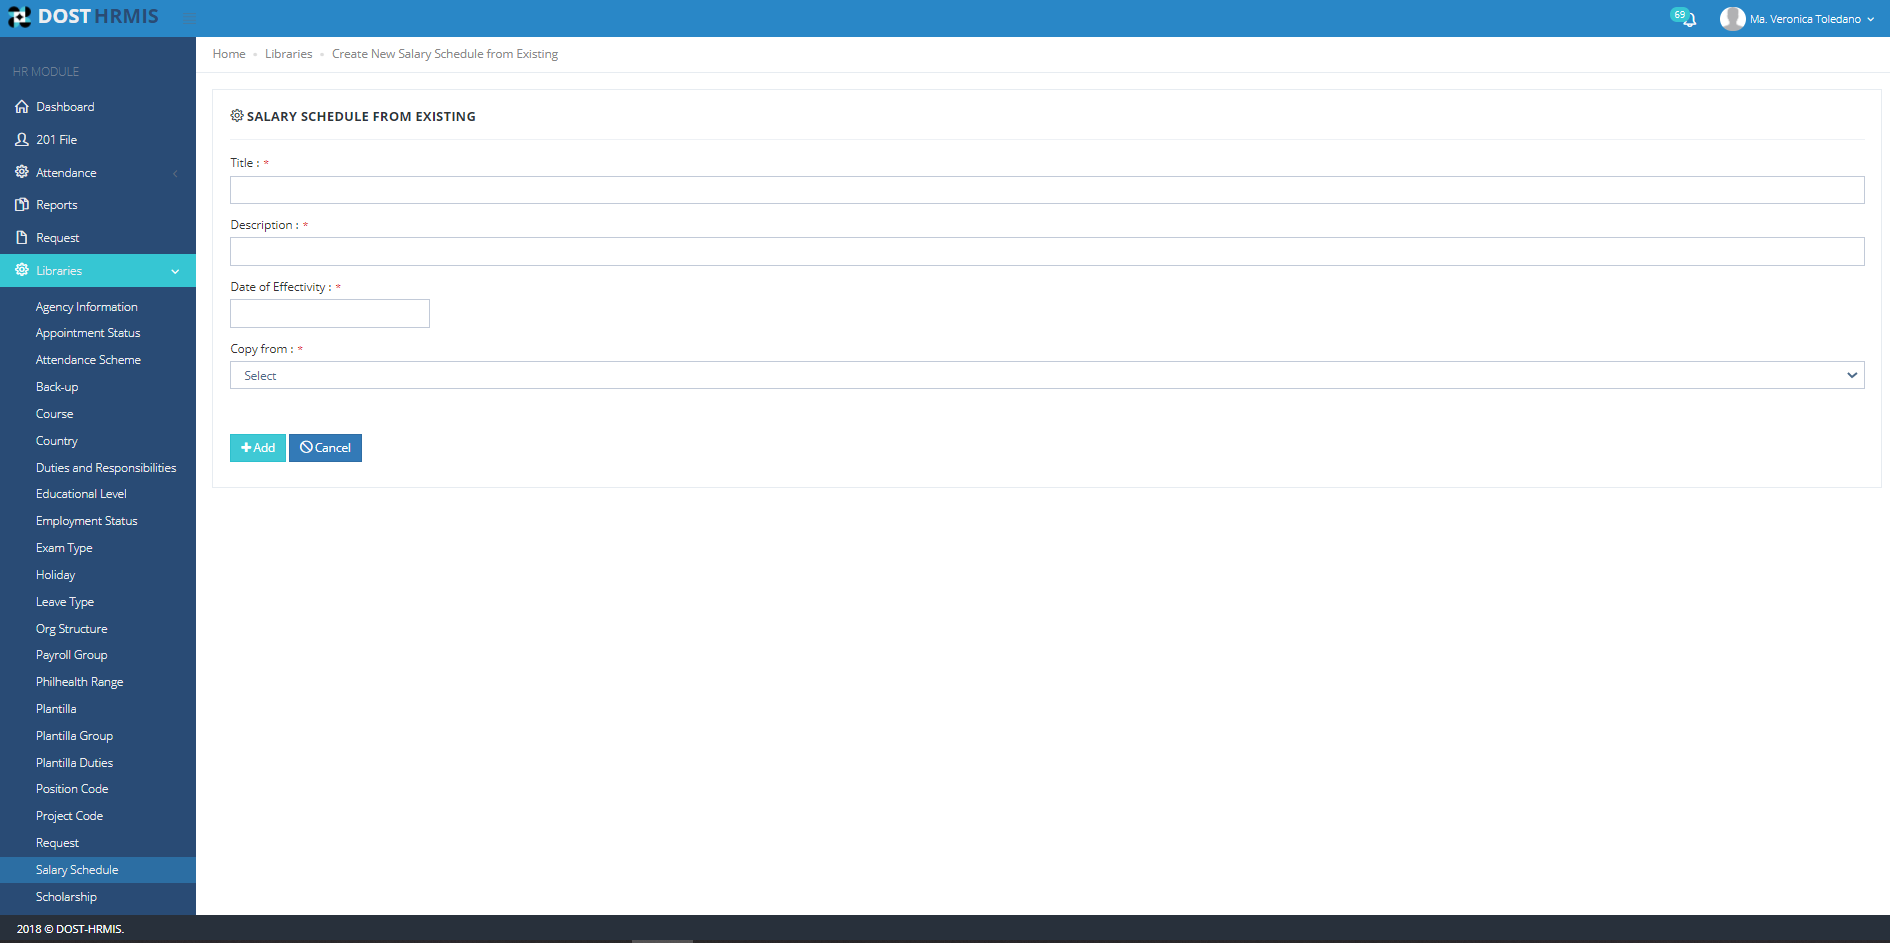 DOST HRMIS
69
Ma. Veronica Toledano
HR MODULE
Dashboard
201 File
Attendance
Reports
Request
Libraries
Agency Information
Appointment Status
Attendance Scheme
Back-up
Course
Country
Duties and Responsibilities
Educational Level
Employment Status
Exam Type
Holiday
Leave Type
Org Structure
Payroll Group
Philhealth Range
Plantilla
Plantilla Group
Plantilla Duties
Position Code
Project Code
Request
Salary Schedule
Scholarship
Home Libraries Create New Salary Schedule from Existing
SALARY SCHEDULE FROM EXISTING
Title : *
Description : *
Date of Effectivity : *
Copy from : *
Select
Add Cancel
2018 © DOST-HRMIS.